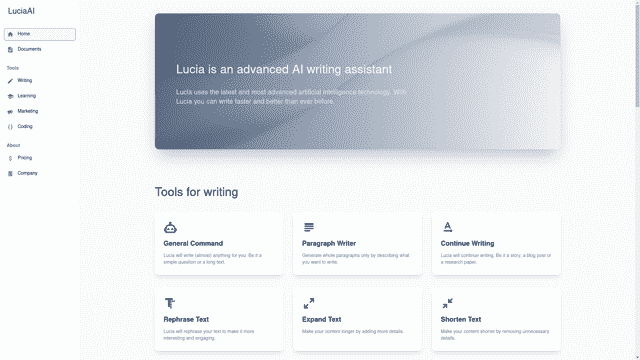 LuciaAI
Home
Documents
Tools
Writing
Learning
Marketing
Coding
About
Pricing
Company
Lucia is an advanced AI writing assistant
Lucia uses the latest and most advanced artificial intelligence technology. With
Lucia you can write faster and better than ever before.
Tools for writing
General Command
Lucia will write (almost) anything for you. Be it a
simple question or a long text.
Paragraph Writer
Generate whole paragraphs only by describing what
you want to write.
Continue Writing
Lucia will continue writing. Be it a story, a blog post or
a research paper.
Rephrase Text
Lucia will rephrase your text to make it more
interesting and engaging.
Expand Text
Make your content longer by adding more details.
Shorten Text
Make your content shorter by removing unnecessary
details.